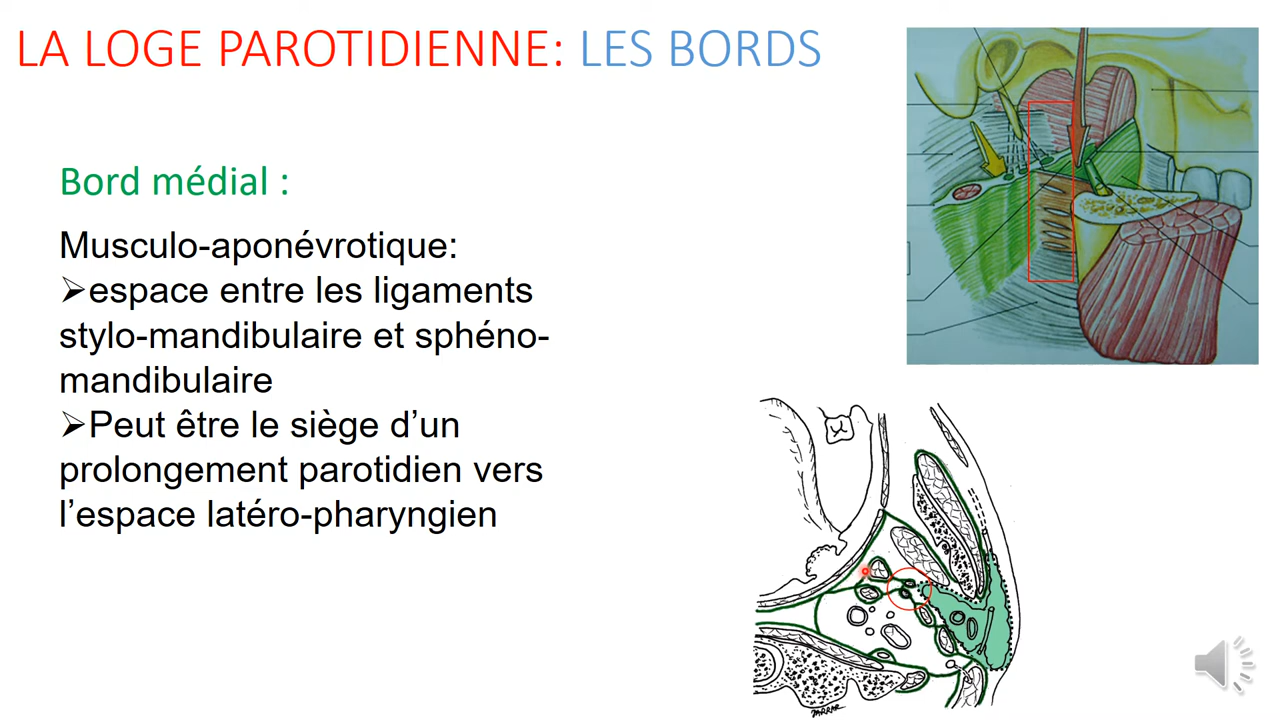 LA LOGE PAROTIDIENNE: LES BORDS
Bord médial :
Musculo-aponévrotique:
➢espace entre les ligaments
stylo-mandibulaire et sphéno-
mandibulaire
➢Peut être le siège d’un
prolongement parotidien vers
l’espace latéro-pharyngien